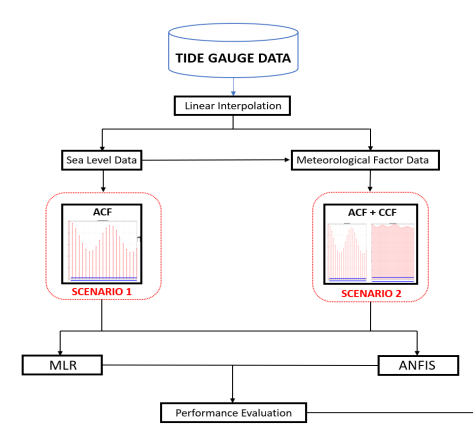 TIDE GAUGE DATA
Linear Interpolation
Sea Level Data
Meteorological Factor Data
ACF
ACF + CCF
SCENARIO 1
SCENARIO 2
MLR
ANFIS
Performance Evaluation